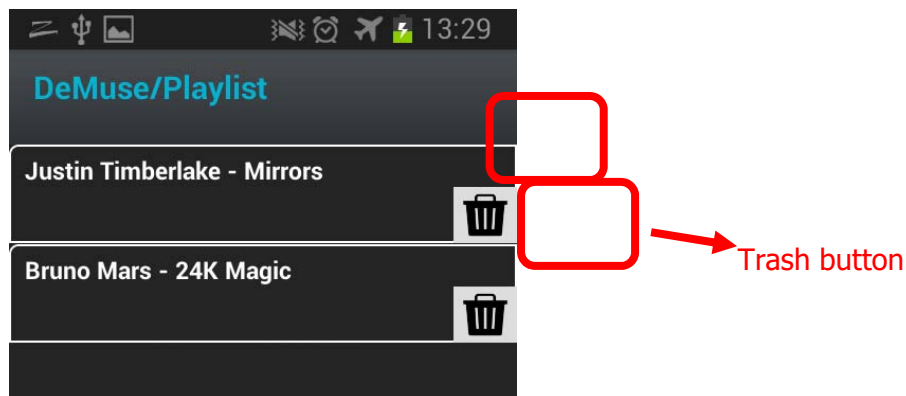 13:29
DeMuse/Playlist
Justin Timberlake - Mirrors
Trash button
Bruno Mars - 24K Magic